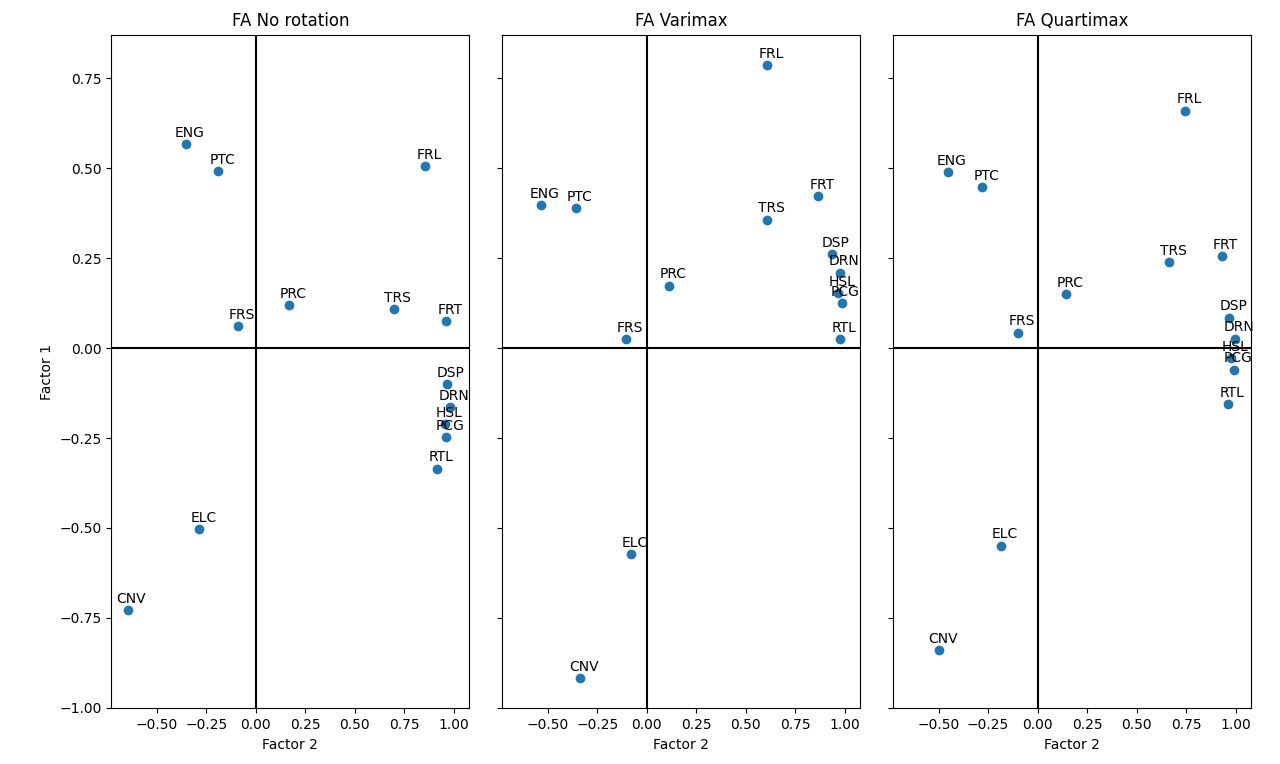 FA No rotation
FA Varimax
FA Quartimax
Factor 1
0.75
0.50
0.25
0.00
−0.25
−0.50
−0.75
−1.00
ENG
PTC
FRL
PRC
FRS
TRS
FRT
DSP
DRN
HSL
PCG
RTL
ELC
CNV
−0.50 −0.25 0.00 0.25 0.50 0.75 1.00
Factor 2
FRL
ENG
PTC
FRT
TRS
DSP
DRN
PRC
HSL
PCG
FRS
RTL
ELC
CNV
−0.50 −0.25 0.00 0.25 0.50 0.75 1.00
Factor 2
FRL
ENG
PTC
TRS
FRT
PRC
DSP
FRS
DRN
HSL
PCG
RTL
ELC
CNV
−0.50 −0.25 0.00 0.25 0.50 0.75 1.00
Factor 2